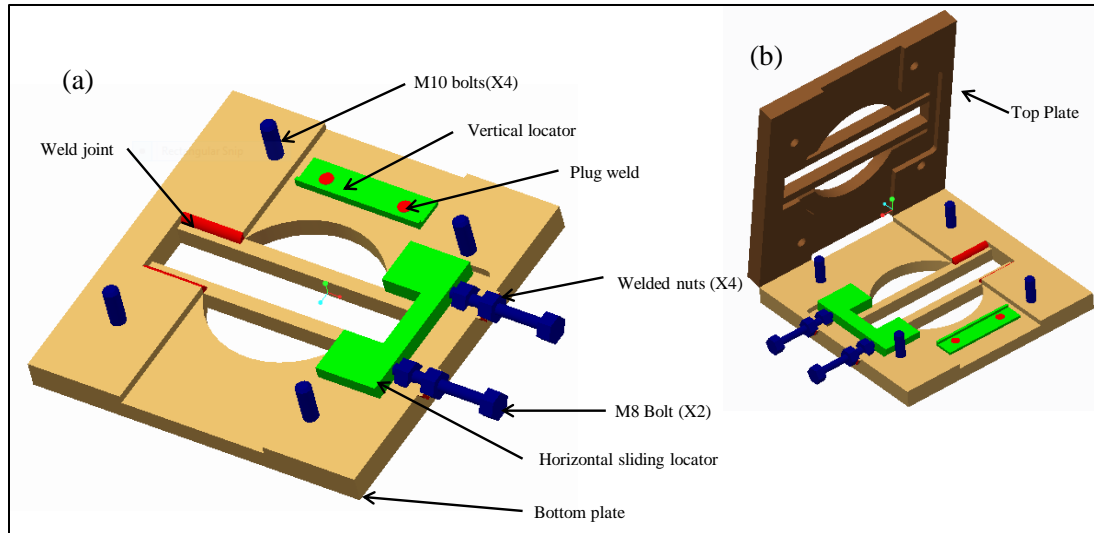 (a)
M10 bolts(X4)
Vertical locator
Weld joint
Plug weld
Welded nuts (X4)
M8 Bolt (X2)
Horizontal sliding locator
Bottom plate
(b)
Top Plate